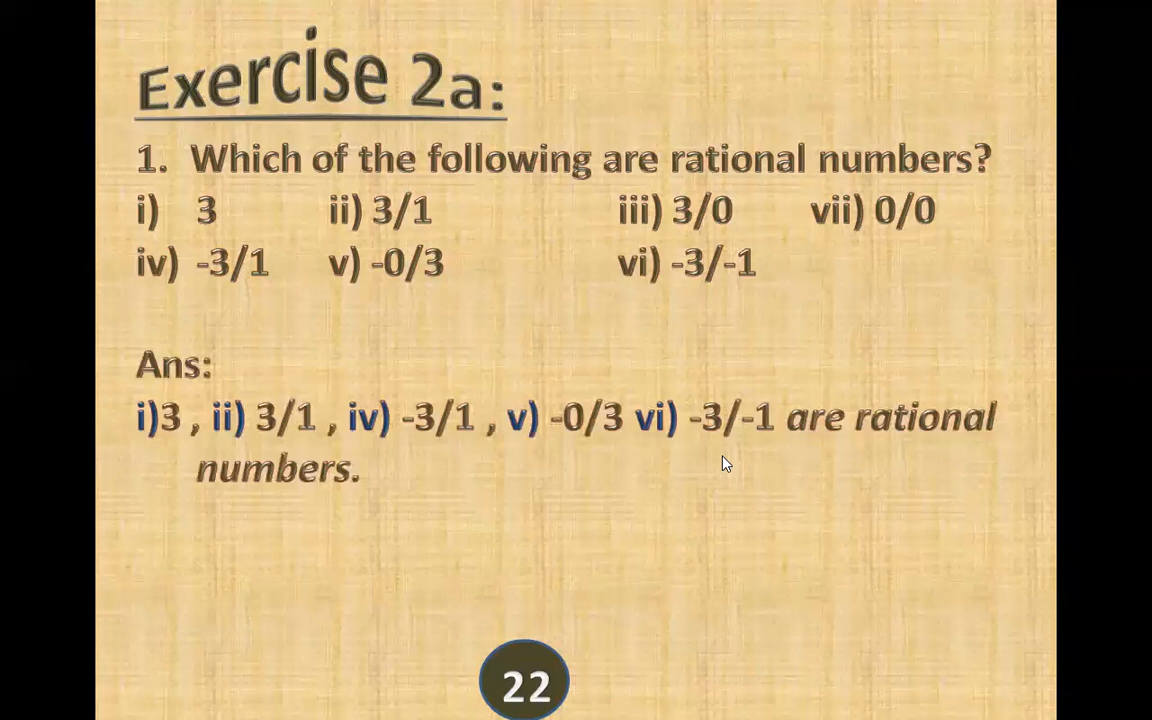 Exercise 2a:
1. Which of the following are rational numbers?
i) 3 ii) 3/1 iii) 3/0 vii) 0/0
iv) -3/1 v) -0/3 vi) -3/-1
Ans:
i)3 , ii) 3/1 , iv) -3/1 , v) -0/3 vi) -3/-1 are rational
numbers.
22